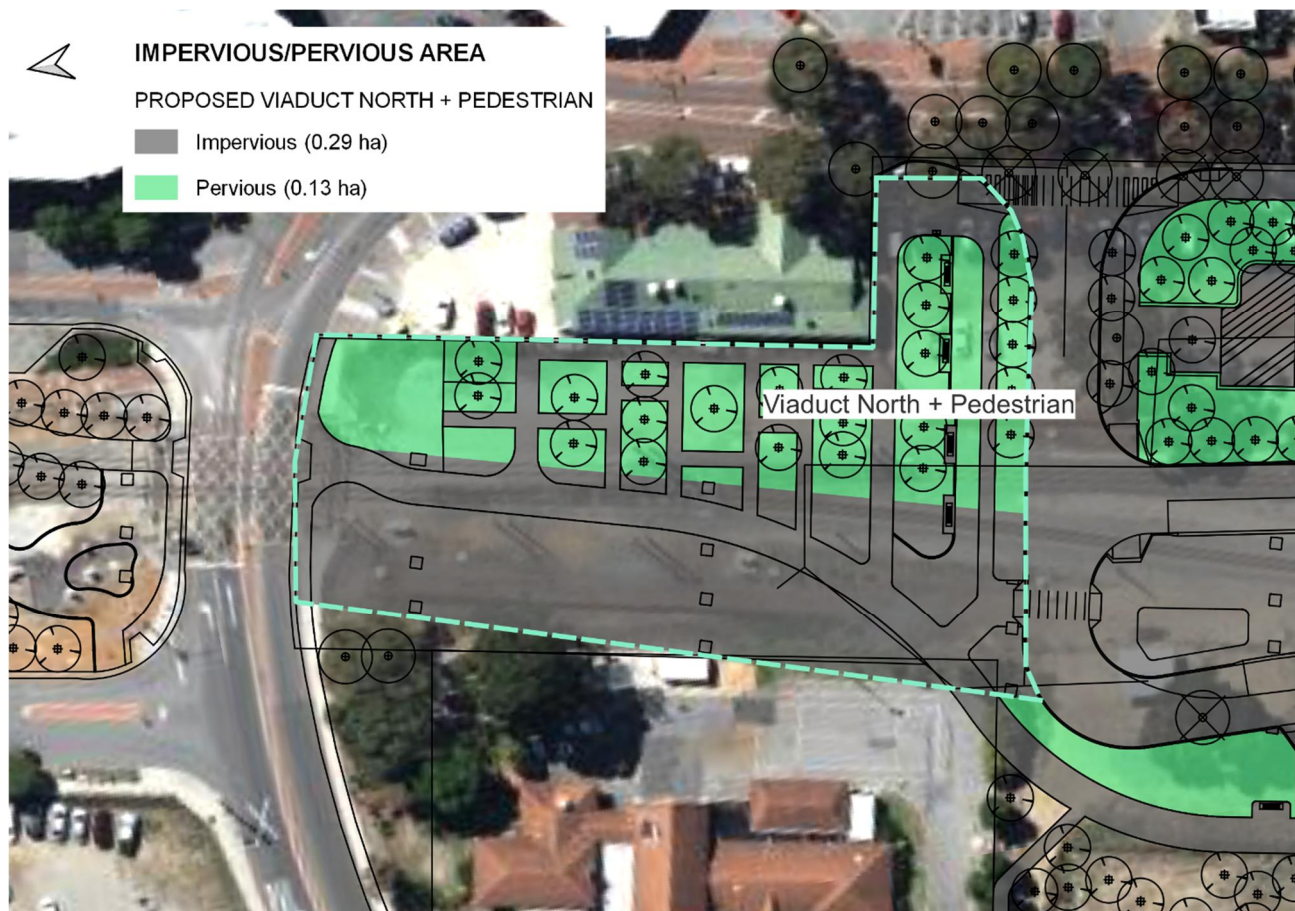 IMPERVIOUS/PERVIOUS AREA
PROPOSED VIADUCT NORTH + PEDESTRIAN
Impervious (0.29 ha)
Pervious (0.13 ha)
Viaduct North + Pedestrian